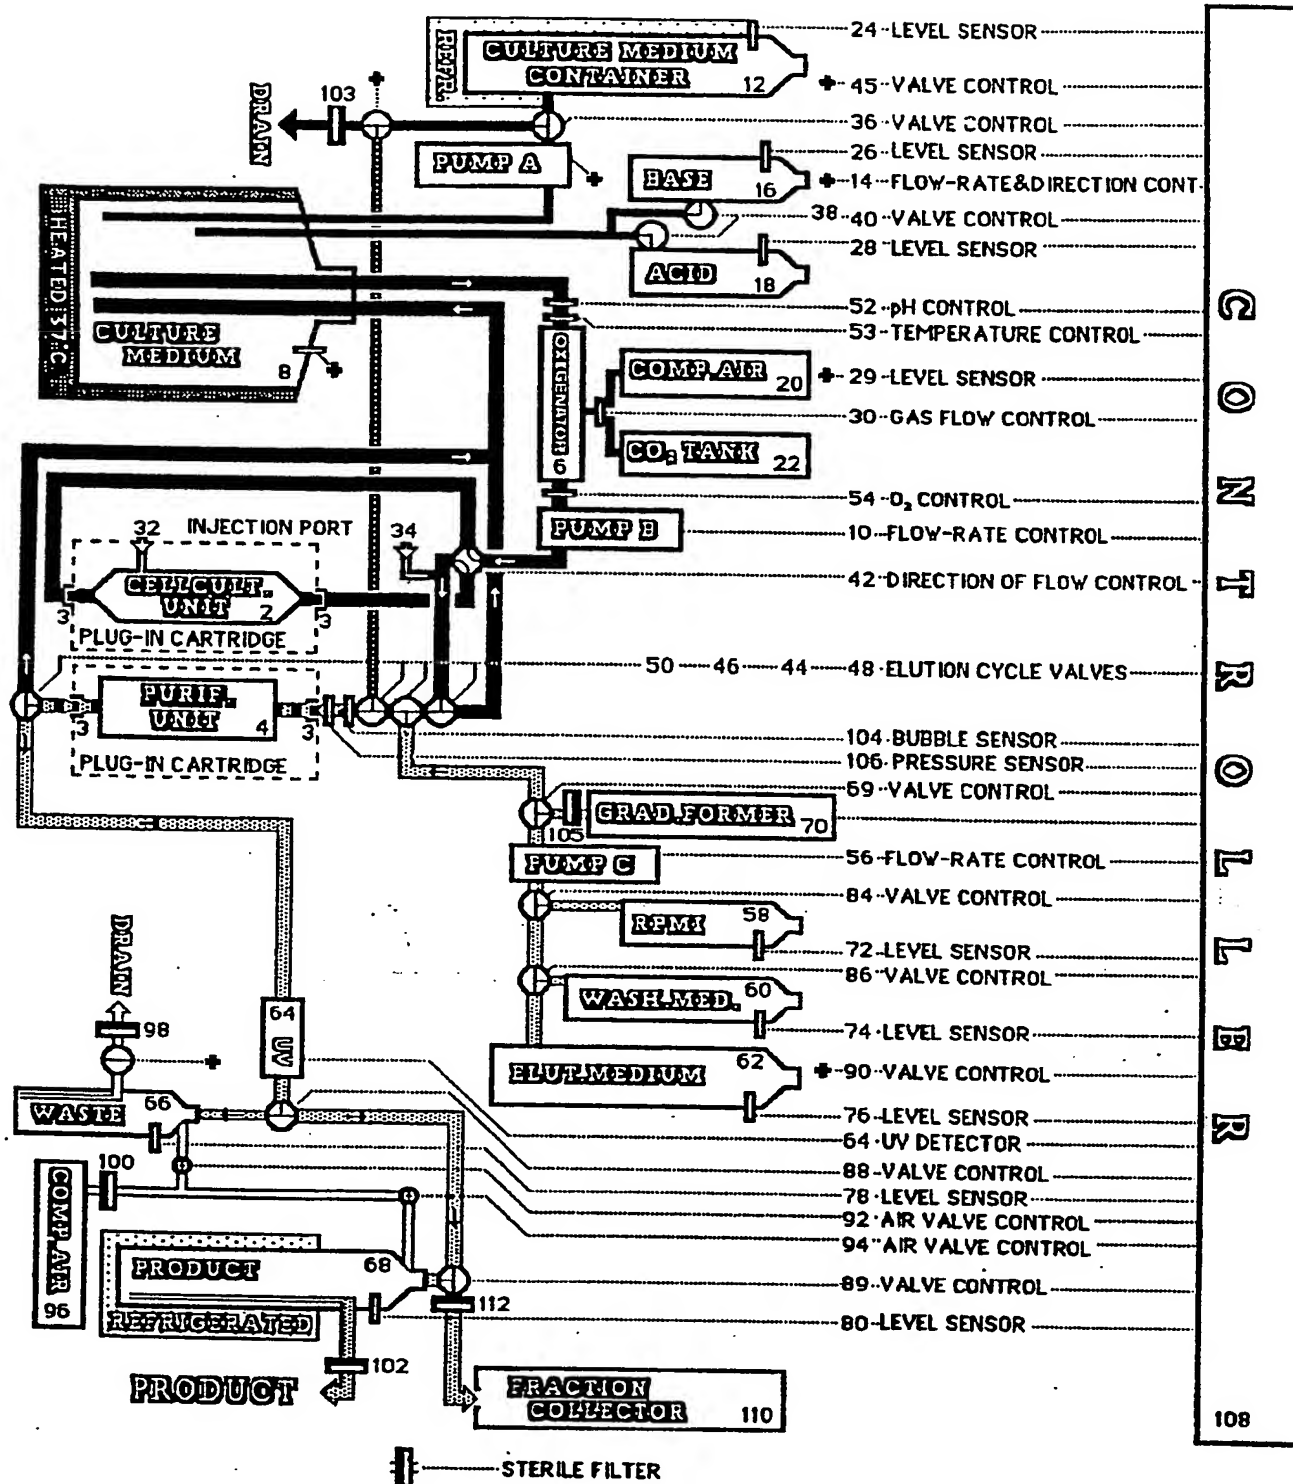 24 LEVEL SENSOR
REFR.
CULTURE MEDIUM
CONTAINER
12
+ 45 VALVE CONTROL
+
103
DRAIN
36 VALVE CONTROL
26 LEVEL SENSOR
PUMP A
+
BASE
16
+ 14 FLOW-RATE&DIRECTION CONT
38 40 VALVE CONTROL
28 LEVEL SENSOR
ACID
18
HEATED 37°C
52 pH CONTROL
53 TEMPERATURE CONTROL
CULTURE
MEDIUM
8
+
OXIGENATOR 6
COMP.AIR
20
+ 29 LEVEL SENSOR
30 GAS FLOW CONTROL
CO₂ TANK
22
54 O₂ CONTROL
PUMP B
10 FLOW-RATE CONTROL
32
INJECTION PORT
34
42 DIRECTION OF FLOW CONTROL
CELL CULT.
UNIT
2
3
3
PLUG-IN CARTRIDGE
50 46 44 48 ELUTION CYCLE VALVES
PURIF.
UNIT
4
3
3
PLUG-IN CARTRIDGE
104 BUBBLE SENSOR
106 PRESSURE SENSOR
69 VALVE CONTROL
105
GRAD.FORMER
70
PUMP C
56 FLOW-RATE CONTROL
84 VALVE CONTROL
RPMI
58
72 LEVEL SENSOR
86 VALVE CONTROL
WASH.MED.
60
74 LEVEL SENSOR
DRAIN
98
64 UV
+
ELUT.MEDIUM
62
+ 90 VALVE CONTROL
76 LEVEL SENSOR
WASTE
66
64 UV DETECTOR
88 VALVE CONTROL
78 LEVEL SENSOR
92 AIR VALVE CONTROL
94 AIR VALVE CONTROL
100
COMP.AIR
96
PRODUCT
68
REFRIGERATED
89 VALVE CONTROL
112
80 LEVEL SENSOR
102
PRODUCT
FRACTION
COLLECTOR
110
STERILE FILTER
CONTROLLER
108